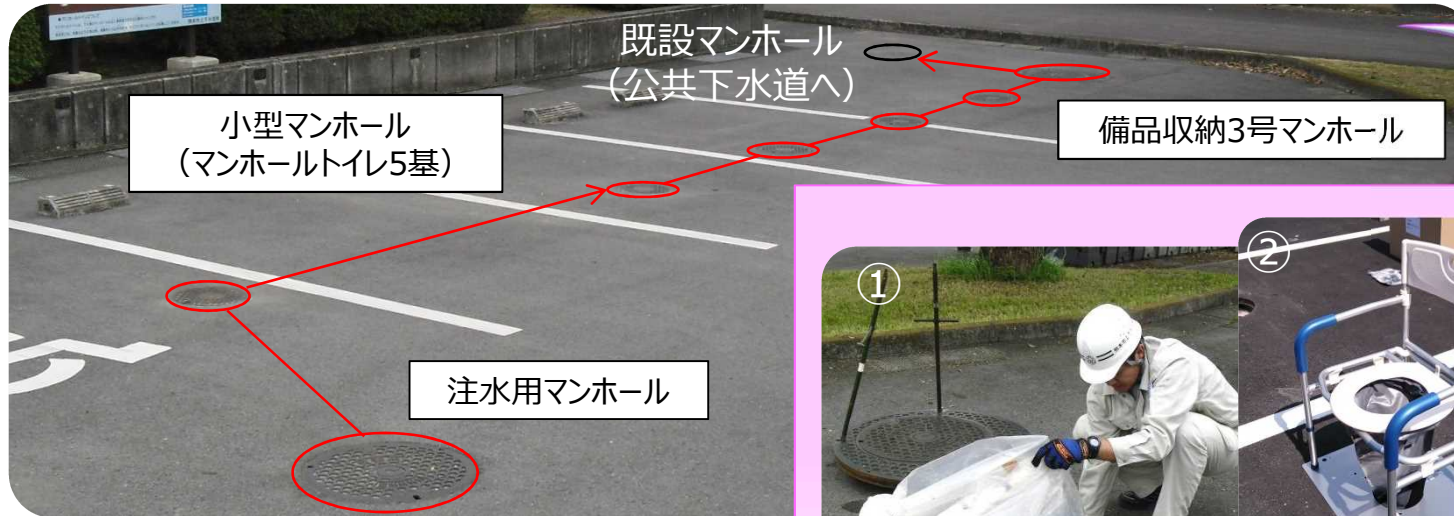 既設マンホール
(公共下水道へ)
小型マンホール
(マンホールトイレ5基)
備品収納3号マンホール
注水用マンホール
①
②